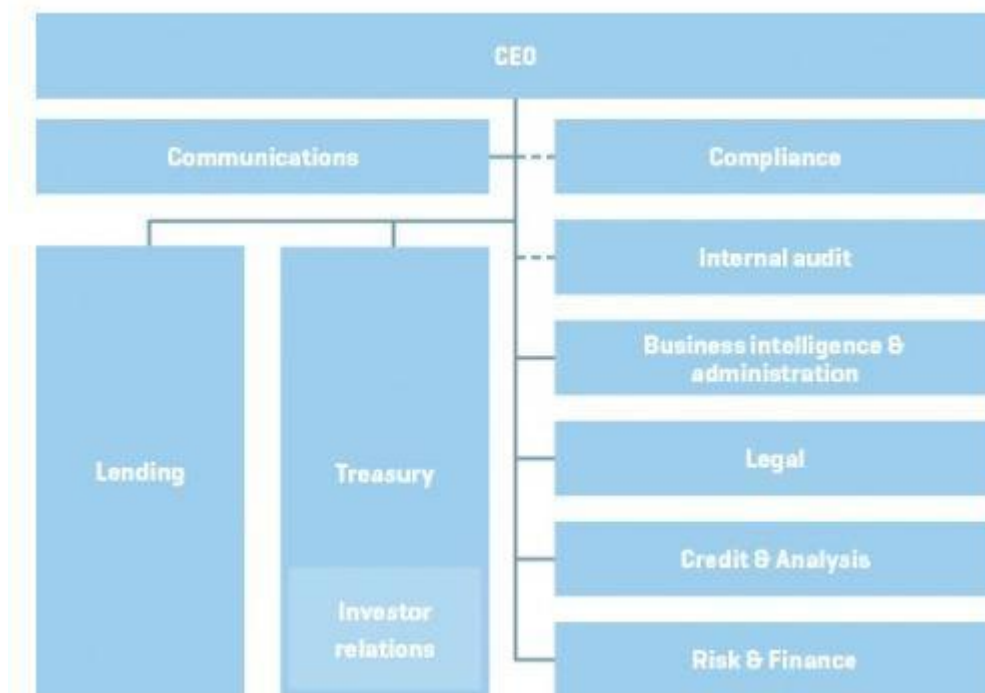 CEO
Communications
Compliance
Internal audit
Business intelligence &
administration
Lending
Treasury
Legal
Credit & Analysis
Investor
relations
Risk & Finance